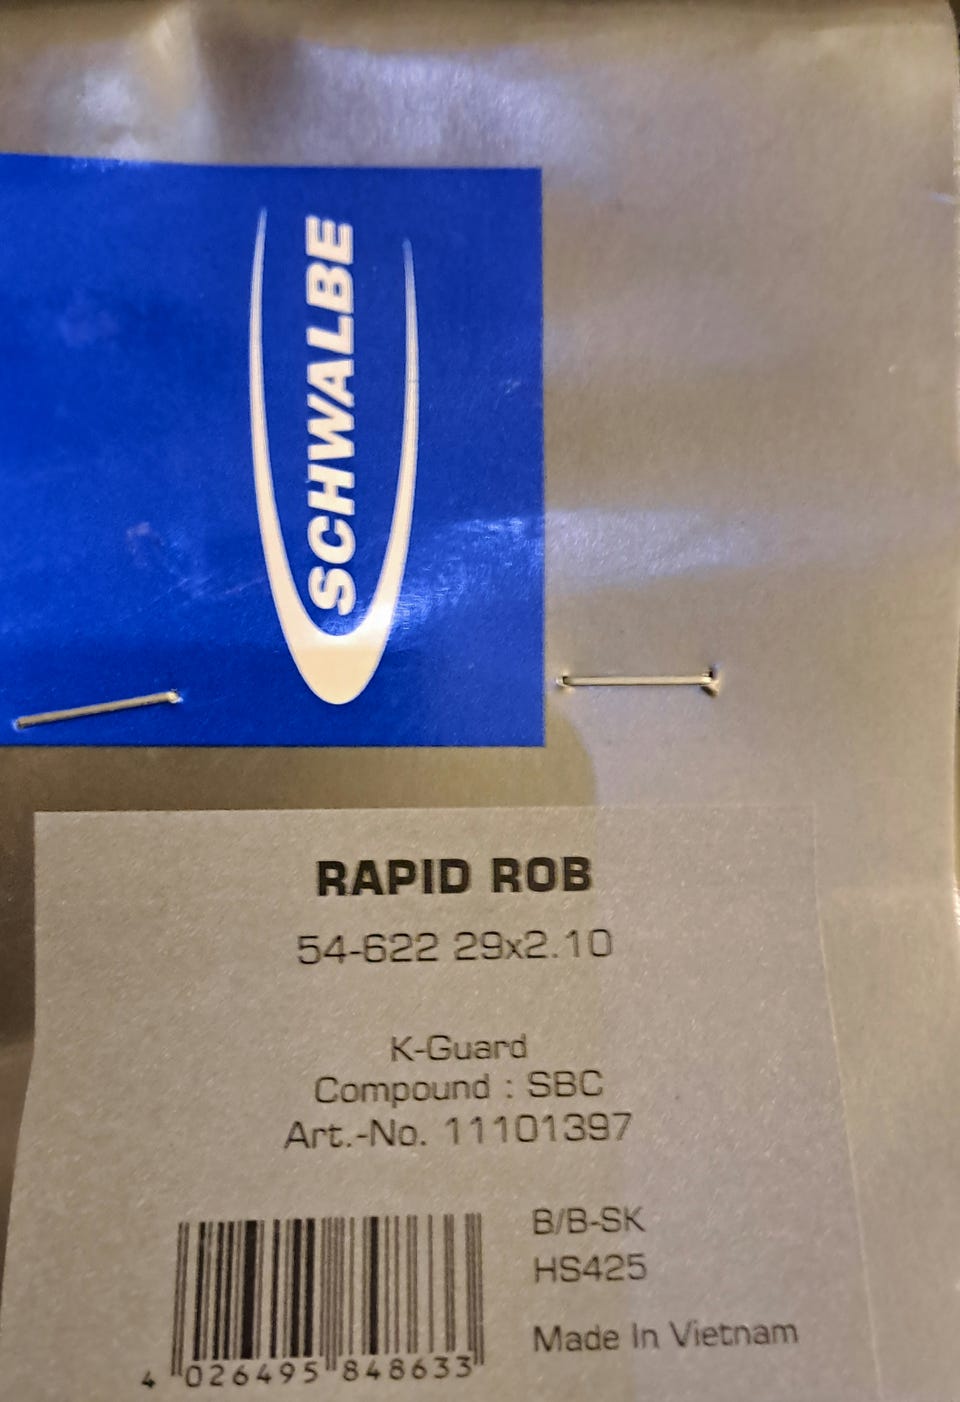 SCHWALBE
RAPID ROB
54-622 29x2.10
K-Guard
Compound : SBC
Art.-No. 11101397
B/B-SK
HS425
Made In Vietnam
4 026495 848633